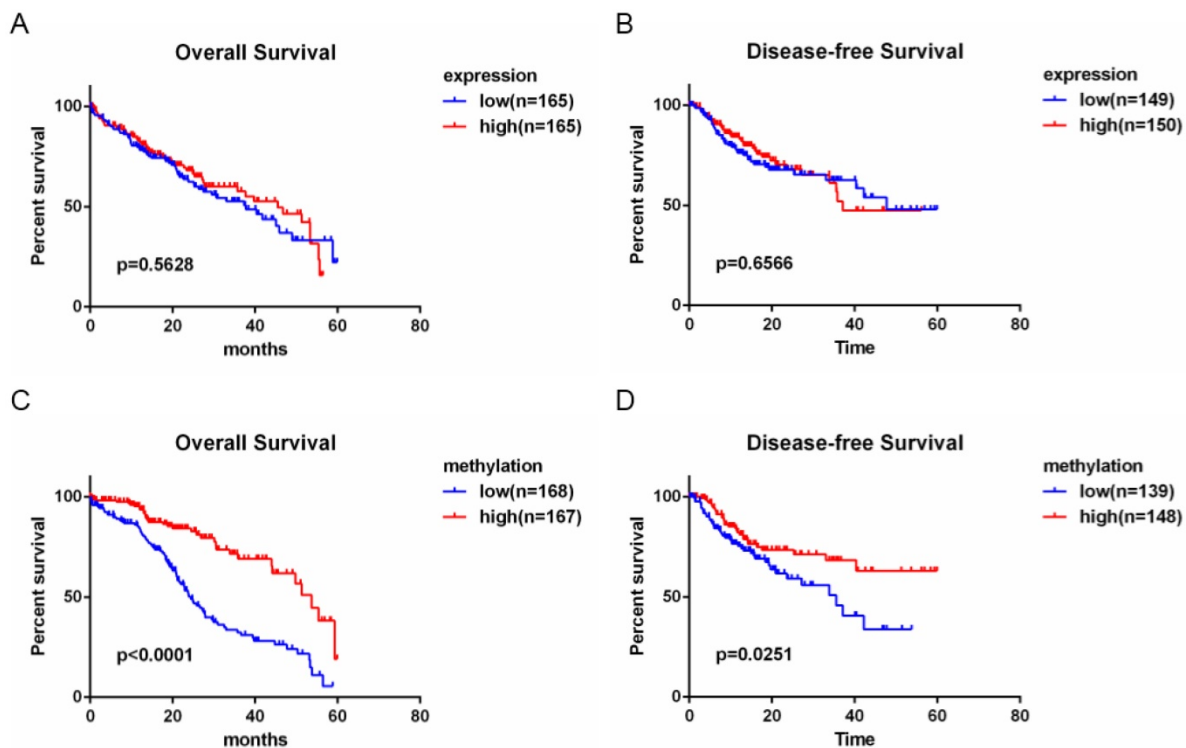 A
Overall Survival
expression
low(n=165)
high(n=165)
Percent survival
100
50
0
p=0.5628
0 20 40 60 80
months
B
Disease-free Survival
expression
low(n=149)
high(n=150)
Percent survival
100
50
0
p=0.6566
0 20 40 60 80
Time
C
Overall Survival
methylation
low(n=168)
high(n=167)
Percent survival
100
50
0
p<0.0001
0 20 40 60 80
months
D
Disease-free Survival
methylation
low(n=139)
high(n=148)
Percent survival
100
50
0
p=0.0251
0 20 40 60 80
Time